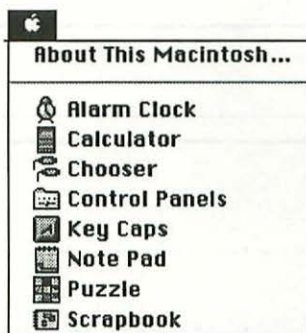 About This Macintosh...
Alarm Clock
Calculator
Chooser
Control Panels
Key Caps
Note Pad
Puzzle
Scrapbook